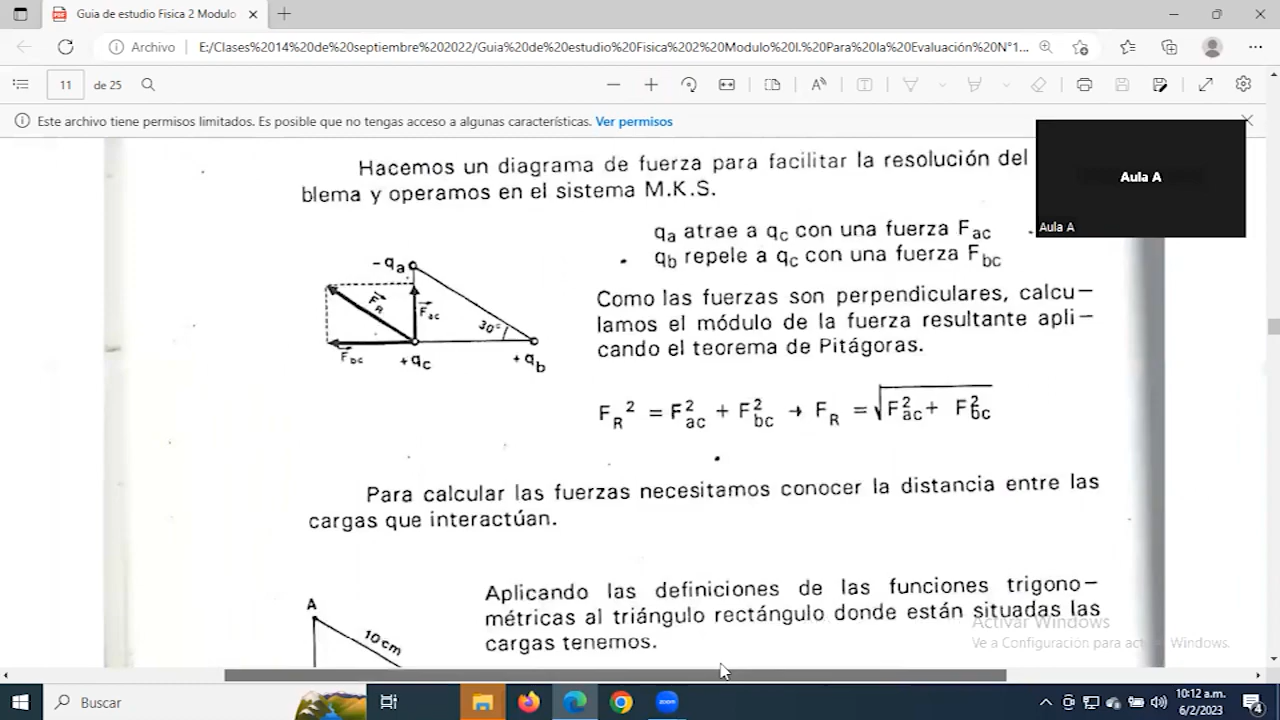 Guia de estudio Fisica 2 Modulo
Archivo
E:/Clases%2014%20de%20septiembre%202022/Guia%20de%20estudio%20Fisica%202%20Modulo%20I.%20Para%20la%20Evaluación%20N°1...
11 de 25
Este archivo tiene permisos limitados. Es posible que no tengas acceso a algunas características. Ver permisos
Aula A
Aula A
Hacemos un diagrama de fuerza para facilitar la resolución del
blema y operamos en el sistema M.K.S.
qa atrae a qc con una fuerza Fac
qb repele a qc con una fuerza Fbc
- qa
FR
Fac
30°
Fbc
+qc
+qb
Como las fuerzas son perpendiculares, calcu-
lamos el módulo de la fuerza resultante apli-
cando el teorema de Pitágoras.
FR² = F²ac + F²bc → FR = √F²ac + F²bc
Para calcular las fuerzas necesitamos conocer la distancia entre las
cargas que interactúan.
A
10cm
Aplicando las definiciones de las funciones trigono-
métricas al triángulo rectángulo donde están situadas las
cargas tenemos.
Activar Windows
Ve a Configuración para activar Windows.
Buscar
zoom
10:12 a.m.
6/2/2023
4